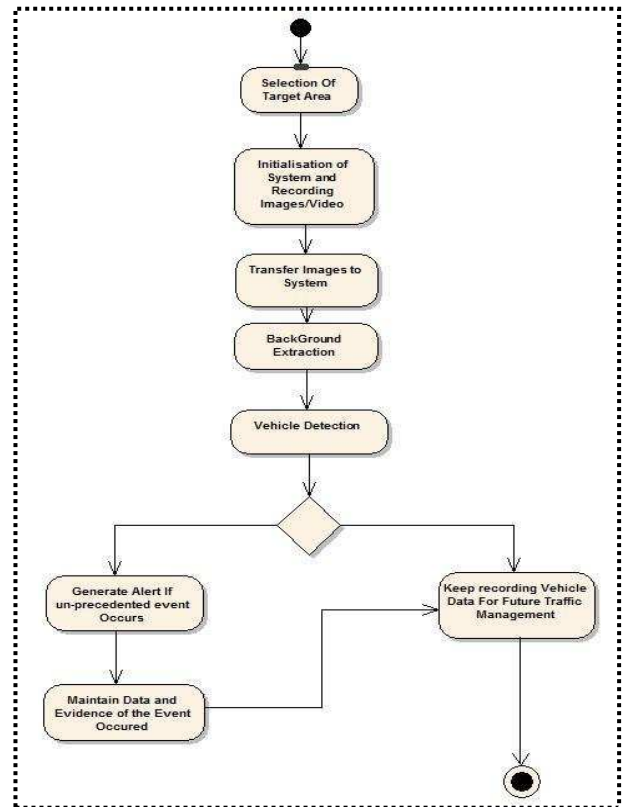 Selection Of
Target Area
Initialisation of
System and
Recording
Images/Video
Transfer Images to
System
BackGround
Extraction
Vehicle Detection
Generate Alert If
un-precedented event
Occurs
Keep recording Vehicle
Data For Future Traffic
Management
Maintain Data and
Evidence of the Event
Occured